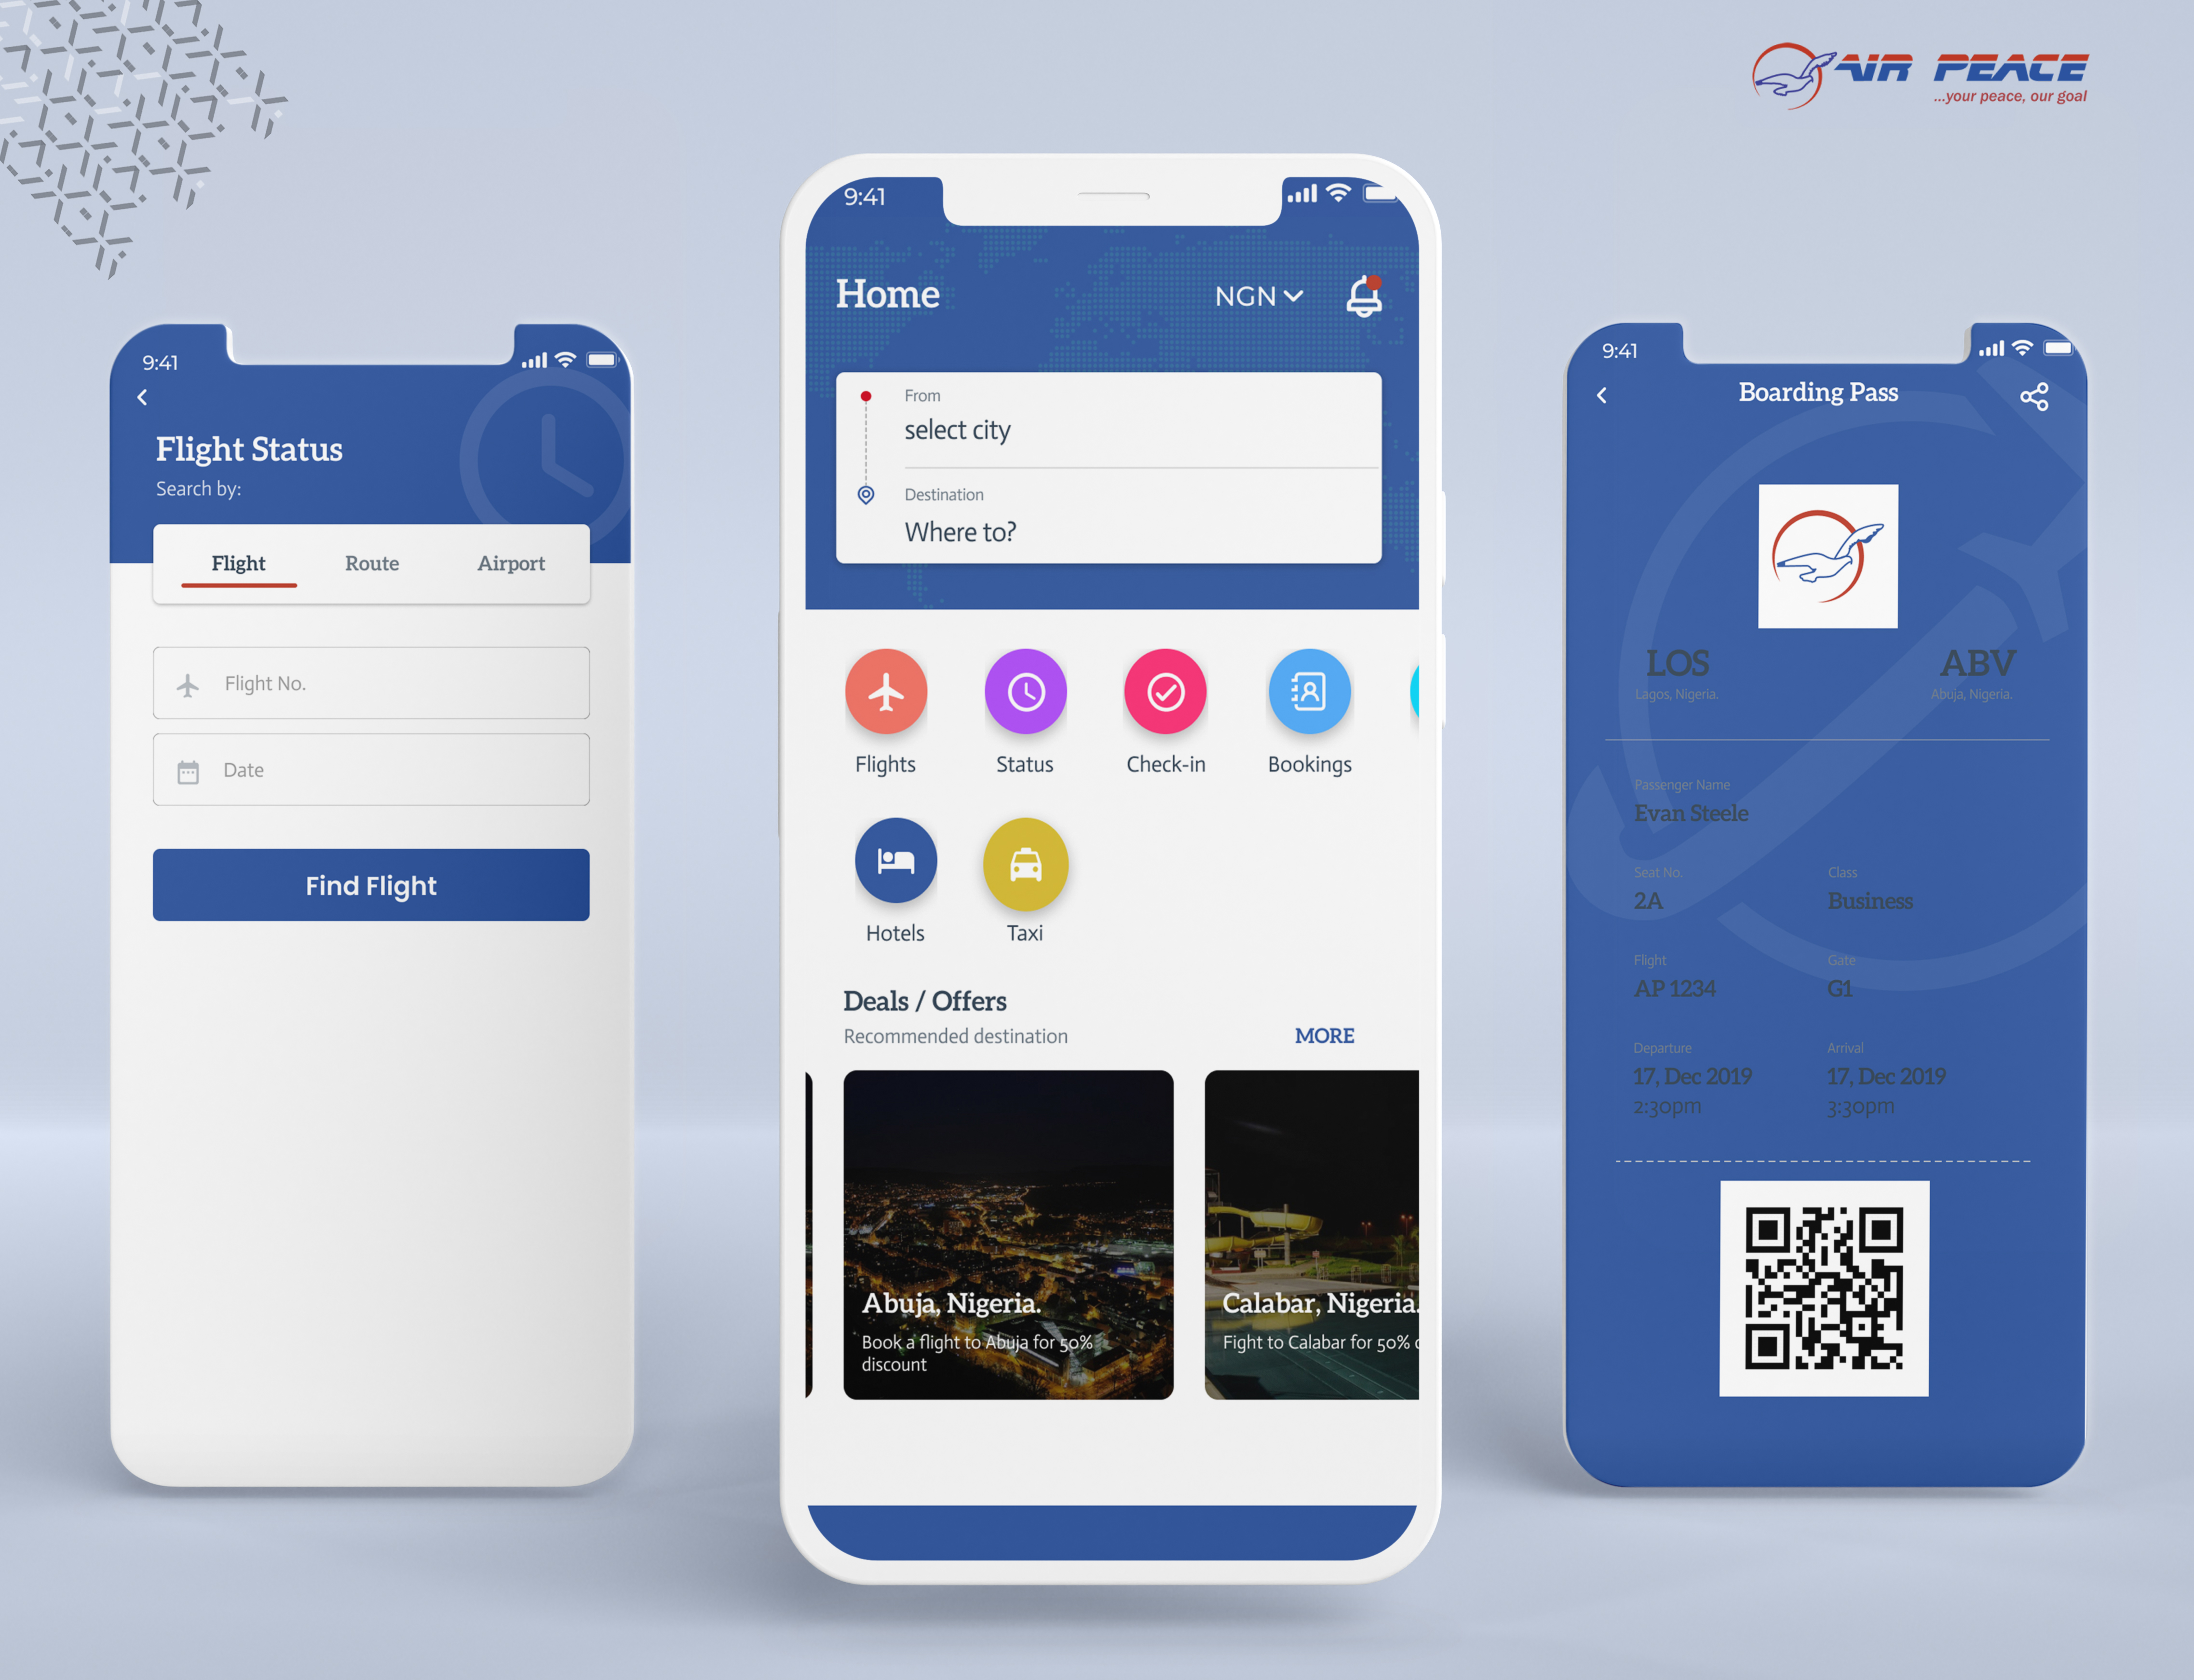 AIR PEACE
...your peace, our goal
9:41
Flight Status
Search by:
Flight Route Airport
Flight No.
Date
Find Flight
9:41
Home NGN
From
select city
Destination
Where to?
Flights Status Check-in Bookings
Hotels Taxi
Deals / Offers
Recommended destination MORE
Abuja, Nigeria.
Book a flight to Abuja for 50%
discount
Calabar, Nigeria.
Fight to Calabar for 50%
9:41
Boarding Pass
LOS ABV
Lagos, Nigeria. Abuja, Nigeria.
Passenger Name
Evan Steele
Seat No. Class
2A Business
Flight Gate
AP 1234 G1
Departure Arrival
17, Dec 2019 17, Dec 2019
2:30pm 3:30pm